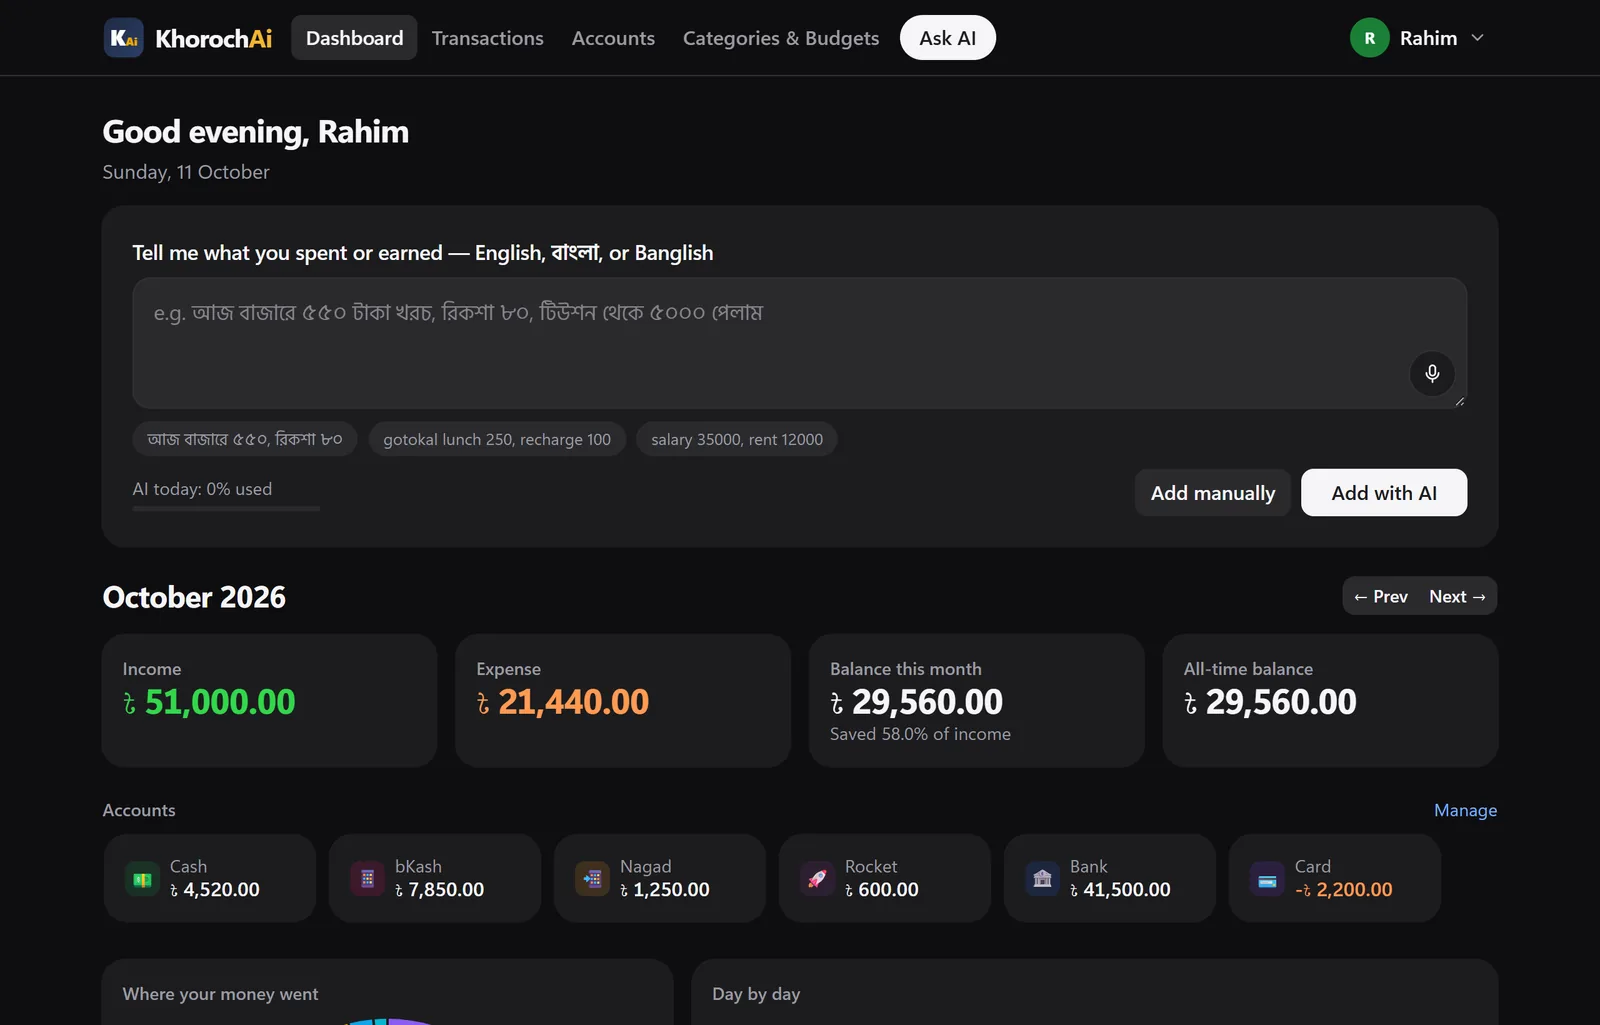 KAi KhorochAi Dashboard Transactions Accounts Categories & Budgets Ask AI R Rahim
Good evening, Rahim
Sunday, 11 October
Tell me what you spent or earned — English, বাংলা, or Banglish
e.g. আজ বাজারে ৫৫০ টাকা খরচ, রিকশা ৮০, টিউশন থেকে ৫০০০ পেলাম
আজ বাজারে ৫৫০, রিকশা ৮০ gotokal lunch 250, recharge 100 salary 35000, rent 12000
AI today: 0% used
Add manually Add with AI
October 2026 ← Prev Next →
Income Expense Balance this month All-time balance
৳ 51,000.00 ৳ 21,440.00 ৳ 29,560.00 ৳ 29,560.00
Saved 58.0% of income
Accounts Manage
Cash bKash Nagad Rocket Bank Card
৳ 4,520.00 ৳ 7,850.00 ৳ 1,250.00 ৳ 600.00 ৳ 41,500.00 -৳ 2,200.00
Where your money went Day by day